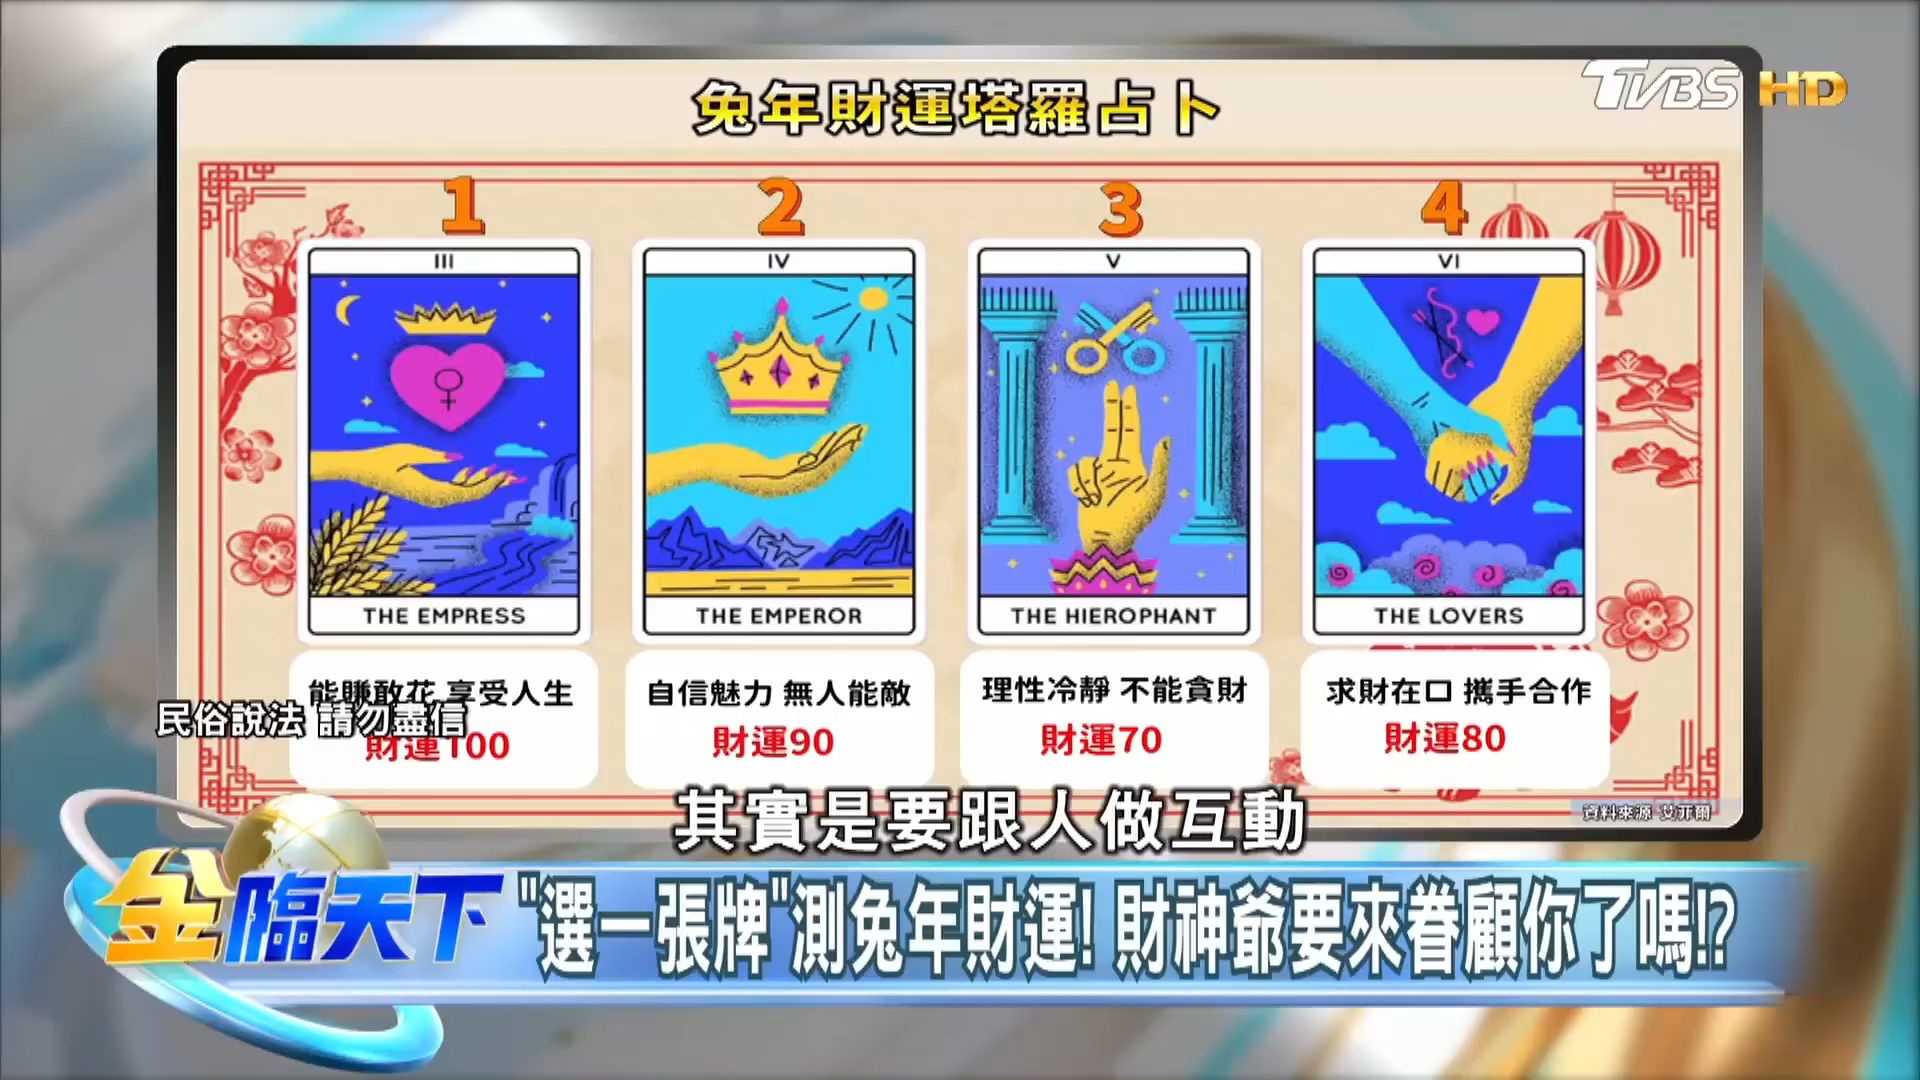 兔年財運塔羅占卜
TVBS HD
1
2
3
4
III
IV
V
VI
THE EMPRESS
THE EMPEROR
THE HIEROPHANT
THE LOVERS
能賺敢花 享受人生
財運100
自信魅力 無人能敵
財運90
理性冷靜 不能貪財
財運70
求財在口 攜手合作
財運80
民俗說法 請勿盡信
資料來源 艾菲爾
其實是要跟人做互動
金臨天下
"選一張牌"測兔年財運! 財神爺要來眷顧你了嗎!?